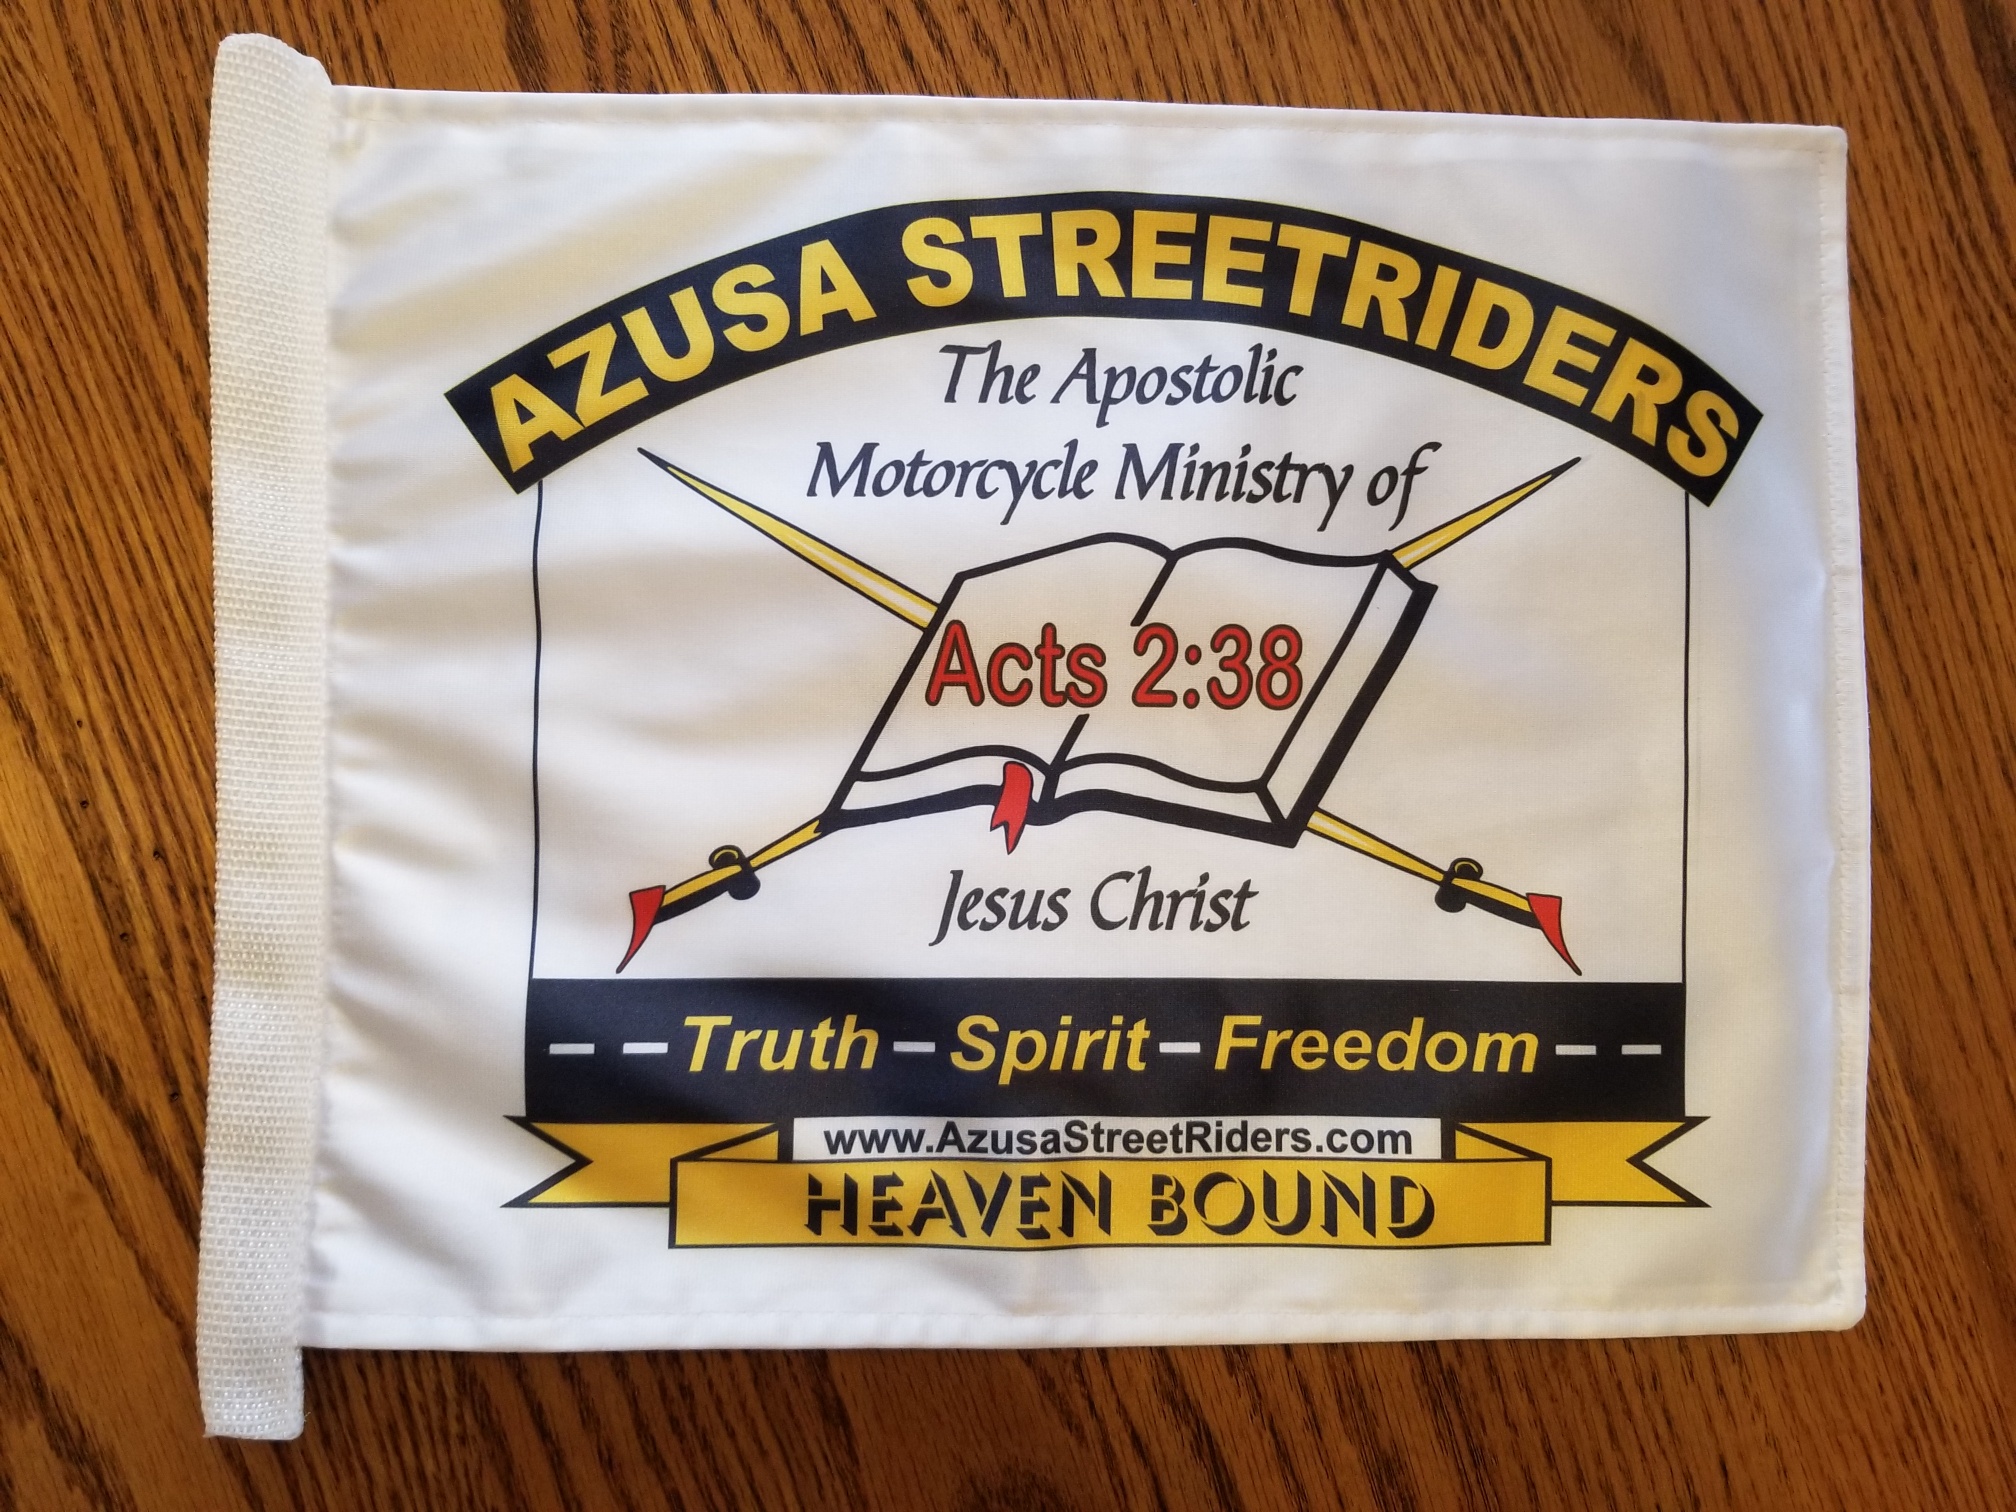 AZUSA STREETRIDERS
The Apostolic
Motorcycle Ministry of
Acts 2:38
Jesus Christ
Truth – Spirit – Freedom
www.AzusaStreetRiders.com
HEAVEN BOUND